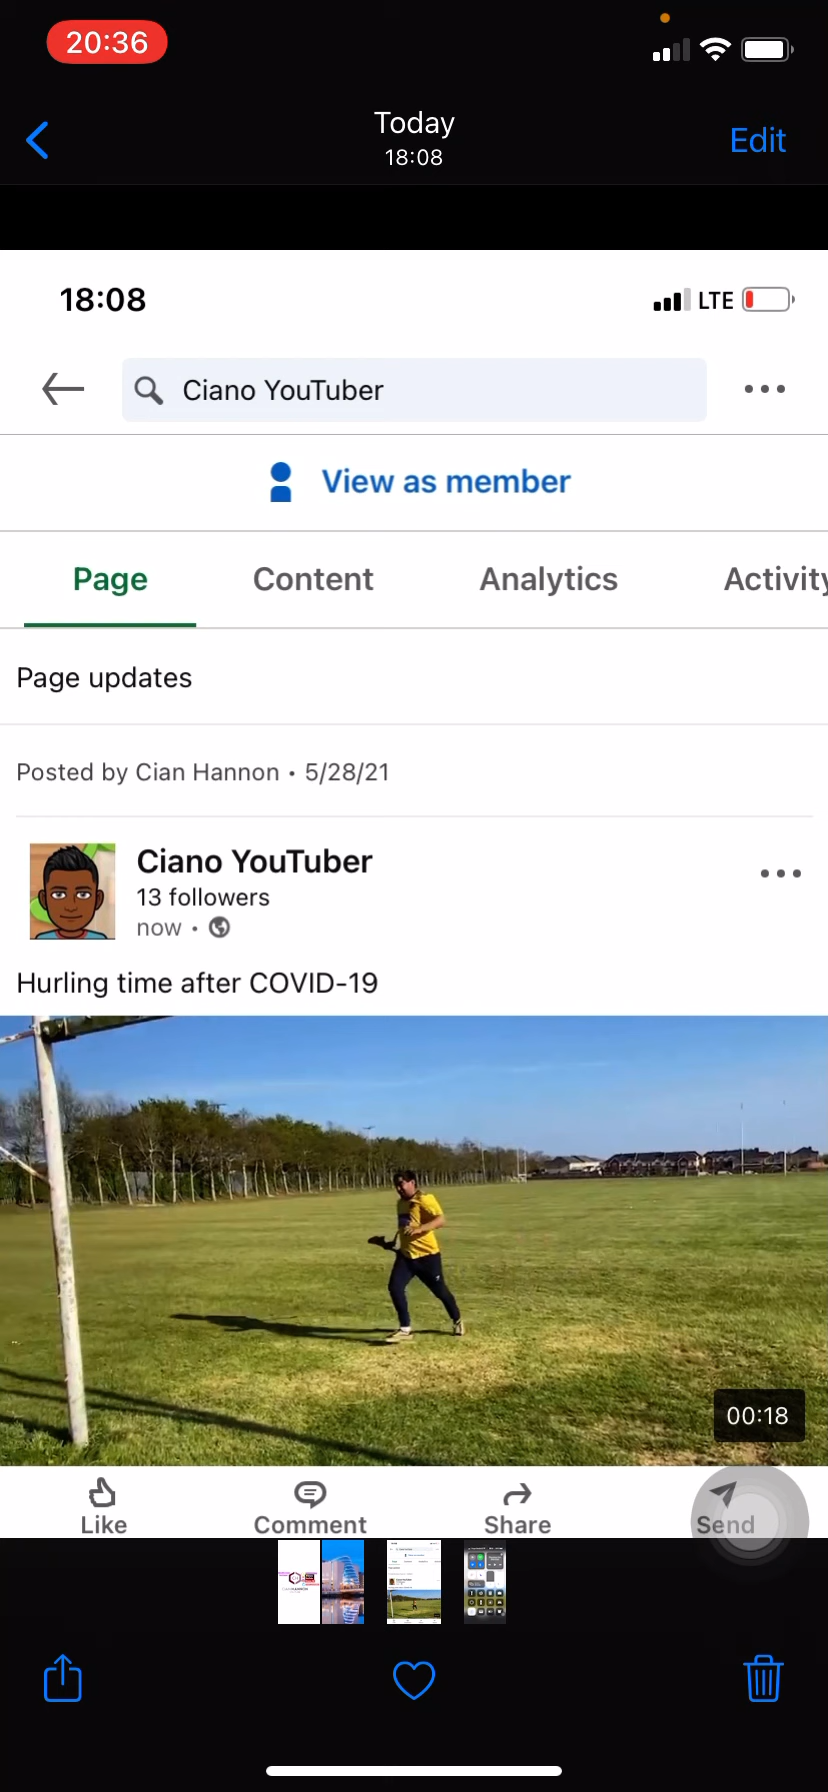 20:36
Today
18:08
Edit
18:08
LTE
Ciano YouTuber
View as member
Page
Content
Analytics
Activity
Page updates
Posted by Cian Hannon • 5/28/21
Ciano YouTuber
13 followers
now •
Hurling time after COVID-19
00:18
Like
Comment
Share
Send